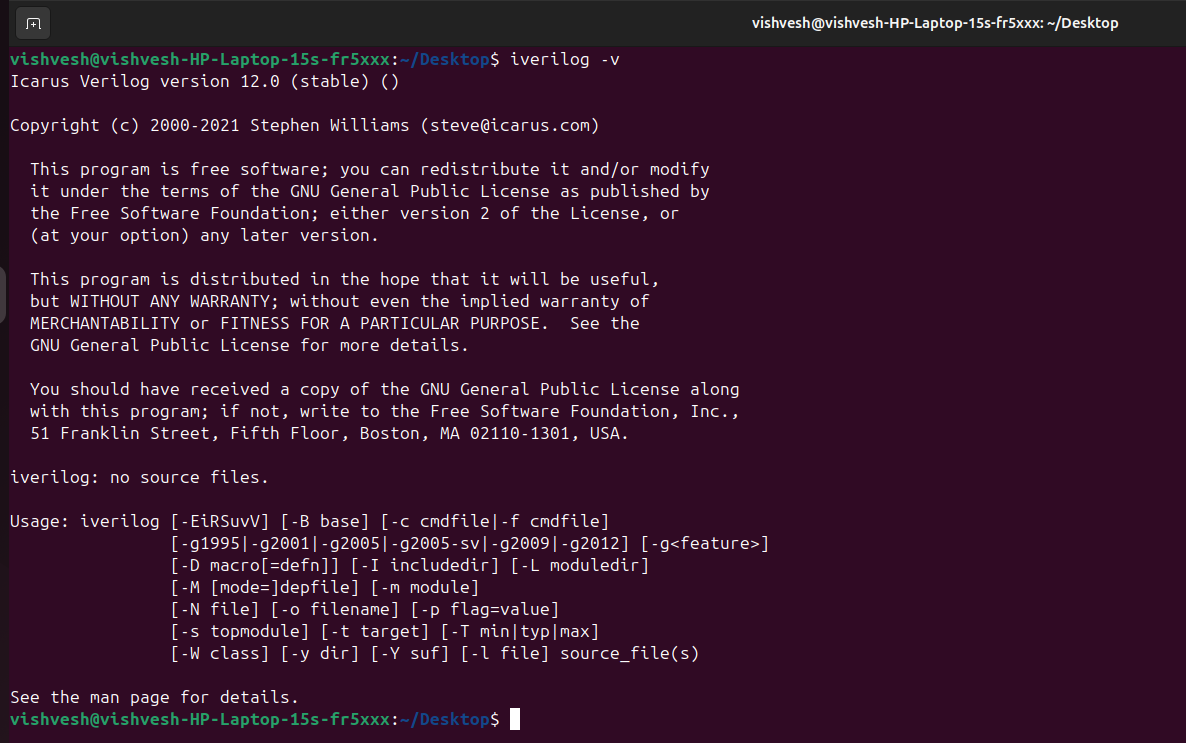 vishvesh@vishvesh-HP-Laptop-15s-fr5xxx: ~/Desktop
vishvesh@vishvesh-HP-Laptop-15s-fr5xxx:~/Desktop$ iverilog -v
Icarus Verilog version 12.0 (stable) ()

Copyright (c) 2000-2021 Stephen Williams (steve@icarus.com)

  This program is free software; you can redistribute it and/or modify
  it under the terms of the GNU General Public License as published by
  the Free Software Foundation; either version 2 of the License, or
  (at your option) any later version.

  This program is distributed in the hope that it will be useful,
  but WITHOUT ANY WARRANTY; without even the implied warranty of
  MERCHANTABILITY or FITNESS FOR A PARTICULAR PURPOSE.  See the
  GNU General Public License for more details.

  You should have received a copy of the GNU General Public License along
  with this program; if not, write to the Free Software Foundation, Inc.,
  51 Franklin Street, Fifth Floor, Boston, MA 02110-1301, USA.

iverilog: no source files.

Usage: iverilog [-EiRSuvV] [-B base] [-c cmdfile|-f cmdfile]
                [-g1995|-g2001|-g2005|-g2005-sv|-g2009|-g2012] [-g<feature>]
                [-D macro[=defn]] [-I includedir] [-L moduledir]
                [-M [mode=]depfile] [-m module]
                [-N file] [-o filename] [-p flag=value]
                [-s topmodule] [-t target] [-T min|typ|max]
                [-W class] [-y dir] [-Y suf] [-l file] source_file(s)

See the man page for details.
vishvesh@vishvesh-HP-Laptop-15s-fr5xxx:~/Desktop$